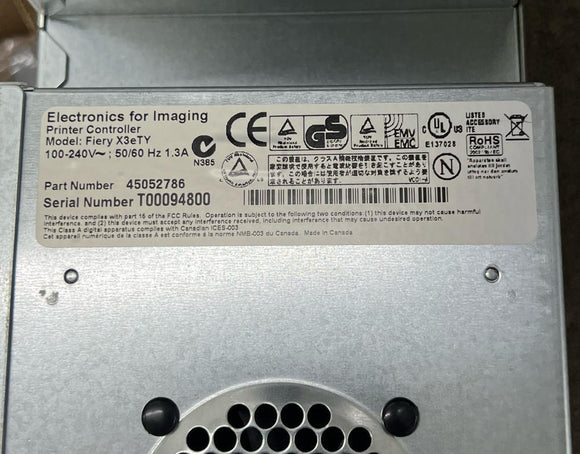 Electronics for Imaging
Printer Controller
Model: Fiery X3eTY
100-240V~; 50/60 Hz 1.3A
N385
CE
GS
EMV
EMC
c UL US
E137028
LISTED
ACCESSORY
ITE
RoHS
COMPLIANT
N
この装置は、クラスA情報技術装置です。この装置
VCCI-A
Part Number 45052786
Serial Number T00094800
This device complies with part 15 of the FCC Rules. Operation is subject to the following two conditions.(1) this device may not cause harmful
interference, and (2) this device must accept any interference received, including interference that may cause undesired operation.
This Class A digital apparatus complies with Canadian ICES-003
Cet appareil numérique de la classe A est conforme à la norme NMB-003 du Canada. Made in Canada